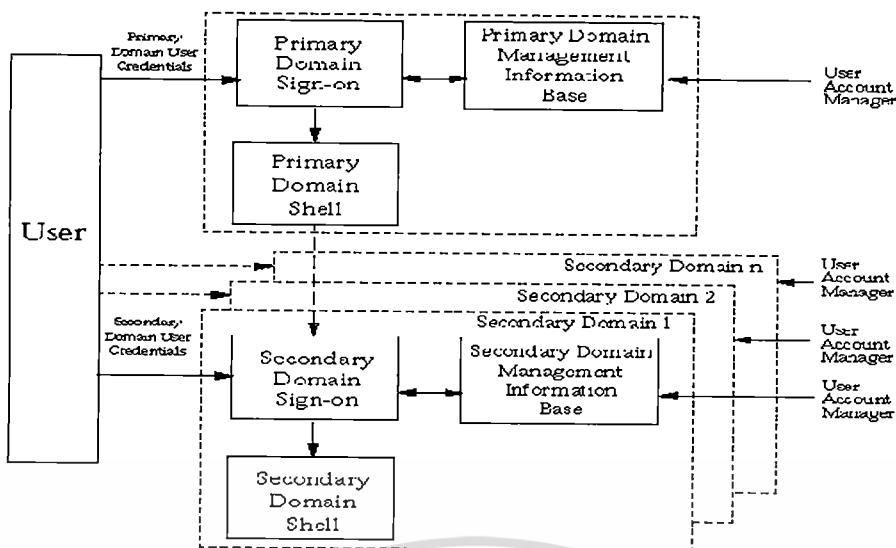 Primary
Domain User
Credentials
Primary
Domain
Sign-on
Primary Domain
Management
Information
Base
User
Account
Manager
Primary
Domain
Shell
User
Secondary Domain n
User
Account
Manager
Secondary Domain 2
Secondary
Domain User
Credentials
Secondary Domain 1
User
Account
Manager
Secondary
Domain
Sign-on
Secondary Domain
Management
Information
Base
User
Account
Manager
Secondary
Domain
Shell